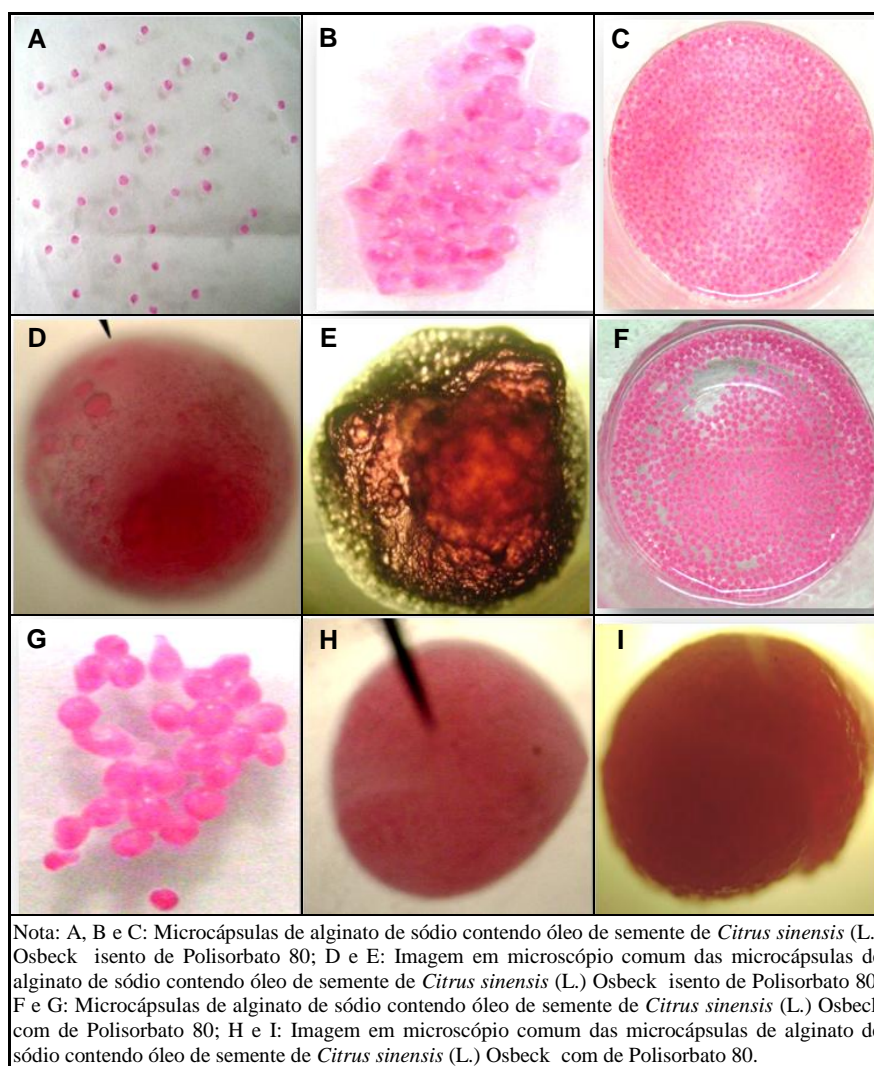 A
B
C
D
E
F
G
H
I
Nota: A, B e C: Microcápsulas de alginato de sódio contendo óleo de semente de Citrus sinensis (L.
Osbeck isento de Polisorbato 80; D e E: Imagem em microscópio comum das microcápsulas d
alginato de sódio contendo óleo de semente de Citrus sinensis (L.) Osbeck isento de Polisorbato 80
F e G: Microcápsulas de alginato de sódio contendo óleo de semente de Citrus sinensis (L.) Osbec
com de Polisorbato 80; H e I: Imagem em microscópio comum das microcápsulas de alginato d
sódio contendo óleo de semente de Citrus sinensis (L.) Osbeck com de Polisorbato 80.